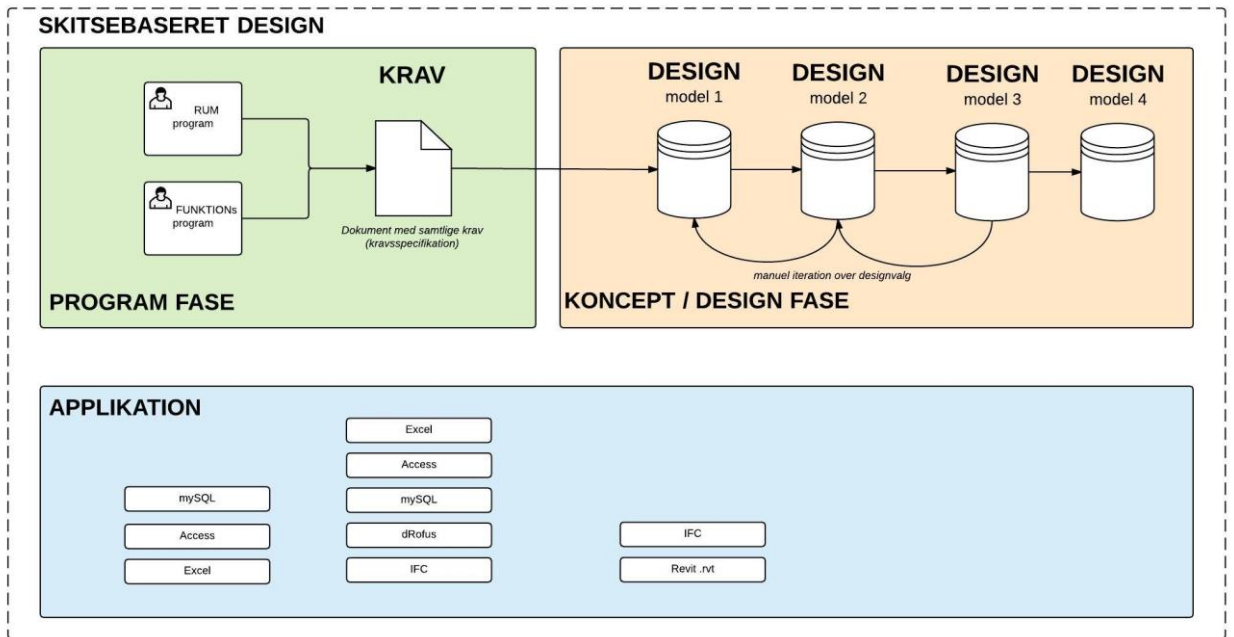 SKITSEBASERET DESIGN
RUM
program
FUNKTIONs
program
KRAV
Dokument med samtlige krav
(kravsspecifikation)
PROGRAM FASE
DESIGN
model 1
DESIGN
model 2
DESIGN
model 3
DESIGN
model 4
manuel iteration over designvalg
KONCEPT / DESIGN FASE
APPLIKATION
mySQL
Access
Excel
Excel
Access
mySQL
dRofus
IFC
IFC
Revit .rvt